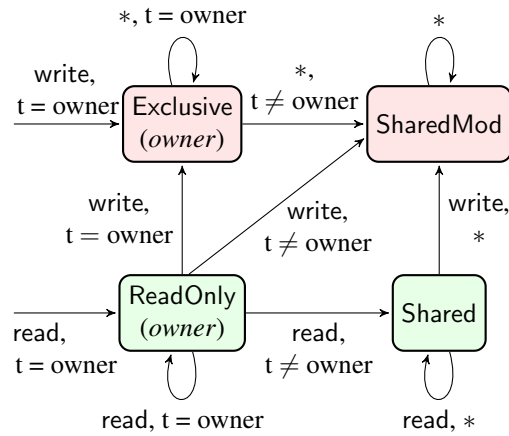 *, t = owner
*
write,
t = owner
Exclusive
(owner)
*,
t ≠ owner
SharedMod
write,
t = owner
write,
t ≠ owner
write,
*
ReadOnly
(owner)
Shared
read,
t = owner
read,
t ≠ owner
read, t = owner
read, *